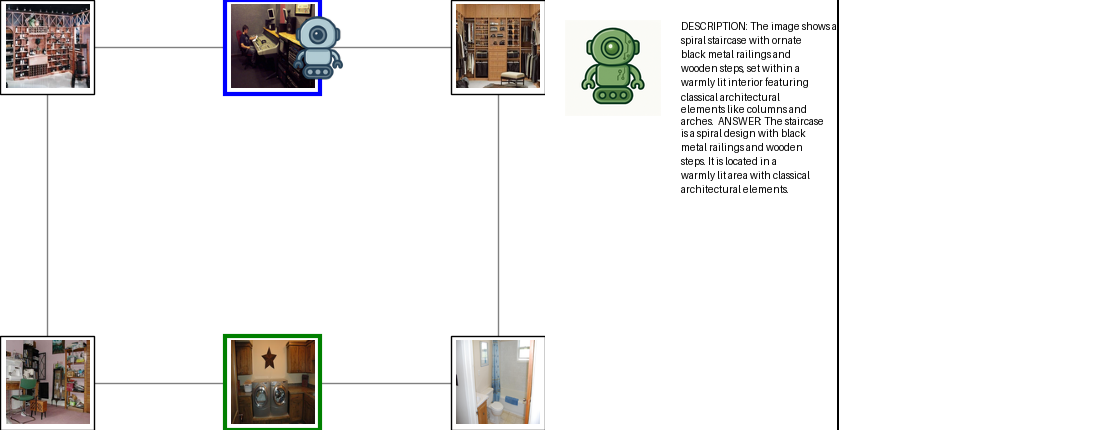 DESCRIPTION: The image shows a
spiral staircase with ornate
black metal railings and
wooden steps, set within a
warmly lit interior featuring
classical architectural
elements like columns and
arches.  ANSWER: The staircase
is a spiral design with black
metal railings and wooden
steps. It is located in a
warmly lit area with classical
architectural elements.